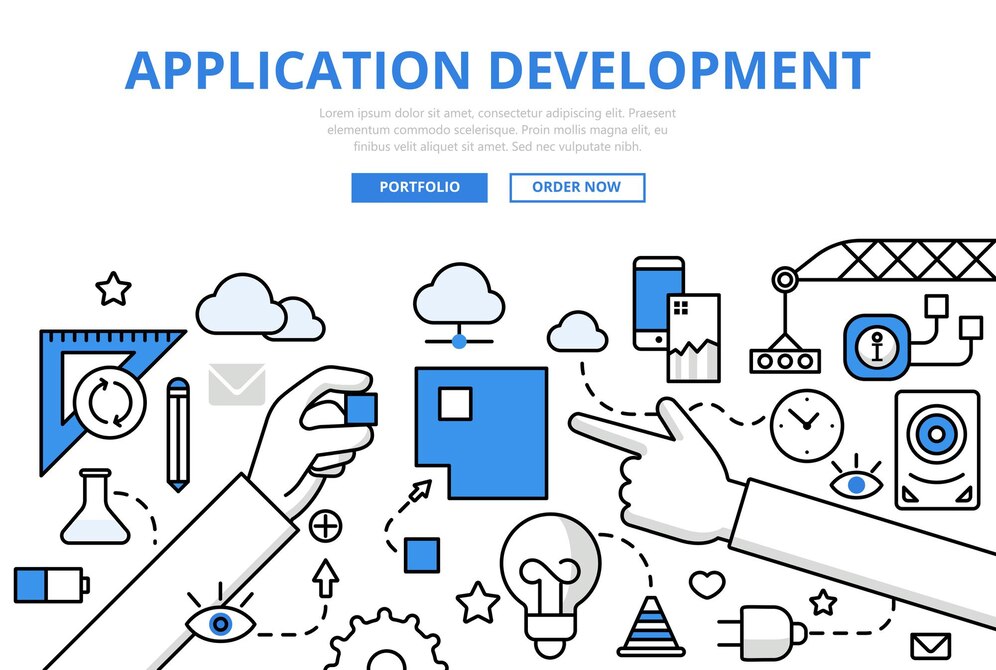 APPLICATION DEVELOPMENT
Lorem ipsum dolor sit amet, consectetur adipiscing elit. Praesent
elementum commodo scelerisque. Proin mollis magna elit, eu
finibus velit aliquet sit amet. Sed nec vulputate nibh.
PORTFOLIO
ORDER NOW
i